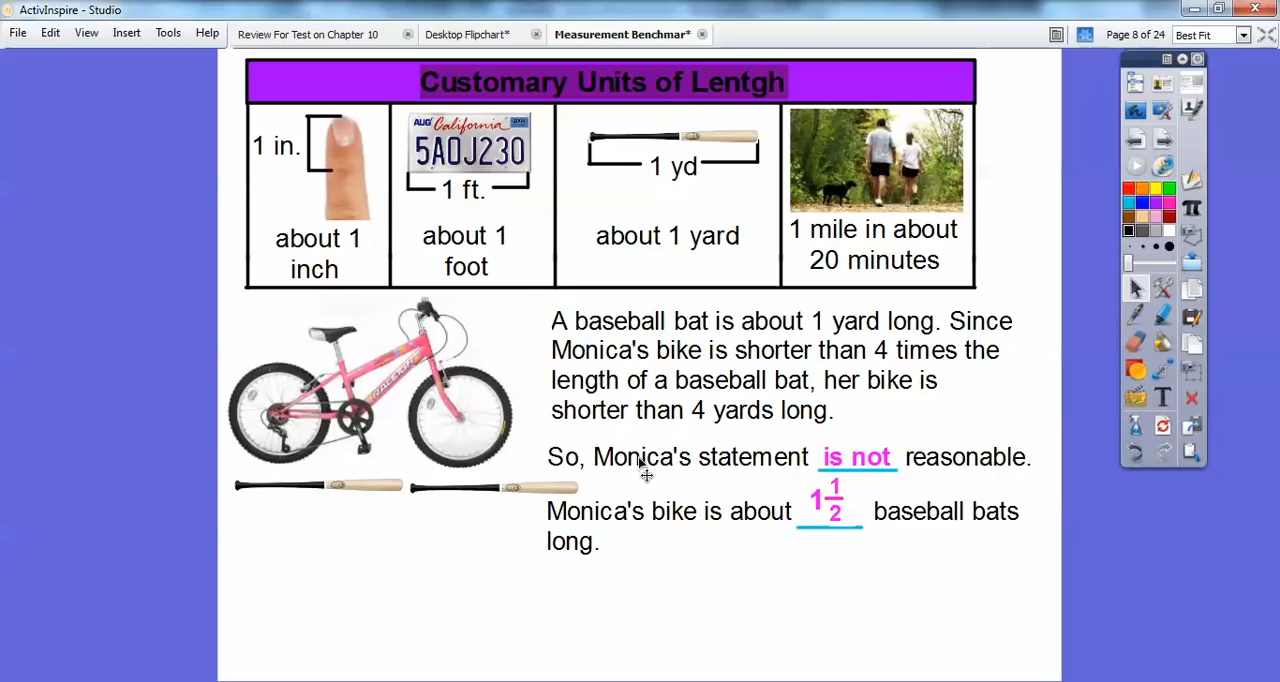 ActivInspire - Studio
File Edit View Insert Tools Help
Review For Test on Chapter 10
Desktop Flipchart*
Measurement Benchmar*
Page 8 of 24
Best Fit
Customary Units of Lentgh
1 in.
about 1
inch
AUG California
5AOJ230
1 ft.
about 1
foot
1 yd
about 1 yard
1 mile in about
20 minutes
RALEIGH
A baseball bat is about 1 yard long. Since
Monica's bike is shorter than 4 times the
length of a baseball bat, her bike is
shorter than 4 yards long.
So, Monica's statement is not reasonable.
Monica's bike is about 1 1/2 baseball bats
long.